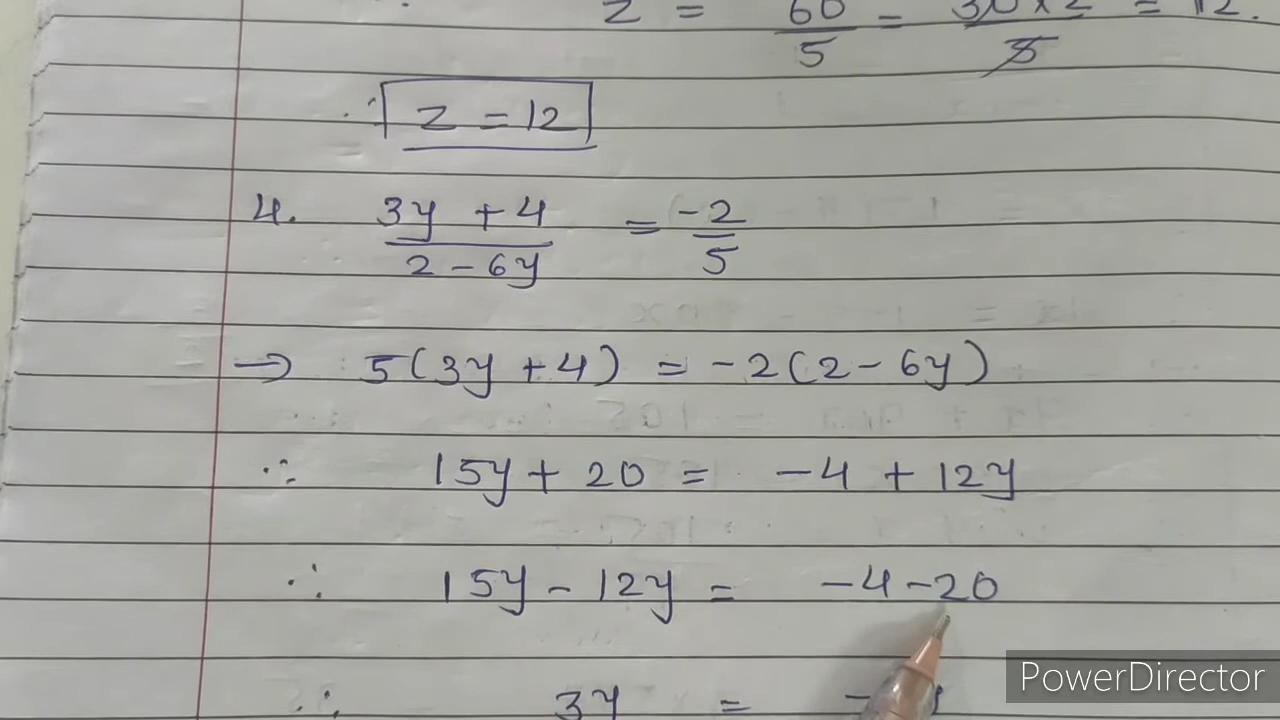 z = 60/5 = 30×2/5 = 12.
∴ z = 12
4. 3y + 4 / 2 - 6y = -2/5
→ 5(3y + 4) = -2(2 - 6y)
∴ 15y + 20 = -4 + 12y
∴ 15y - 12y = -4 - 20
∴ 3y = -
PowerDirector